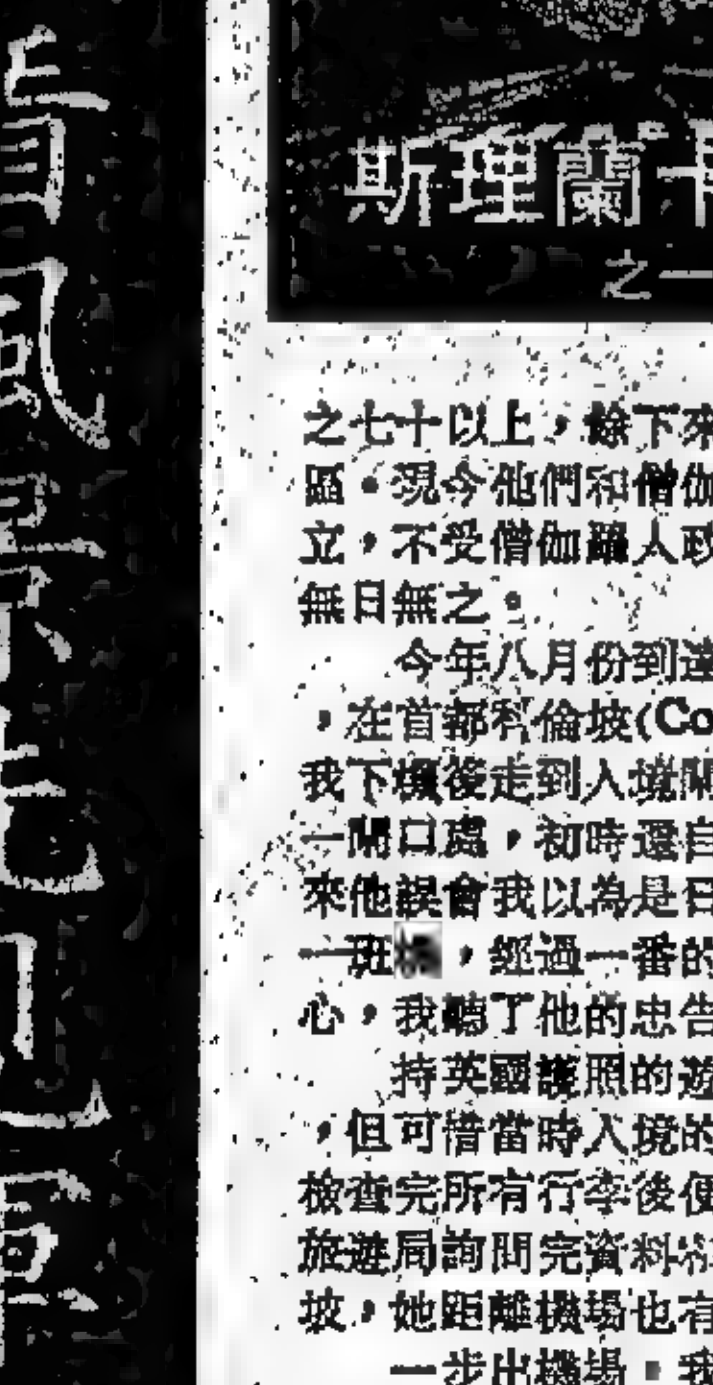 斯理蘭卡
之一
之七十以上，餘下來
區。現今他們和僧伽
立，不受僧伽羅人政
無日無之。
今年八月份到達
，在首都科倫坡(Co
我下機後走到入境關
一關口處，初時還自
來他誤會我以為是日
一班，經過一番的
心，我聽了他的忠告
持英國護照的遊
，但可惜當時入境的
檢查完所有行李後便
旅遊局詢問完資料
坡，她距離機場也有
一步出機場，我
風